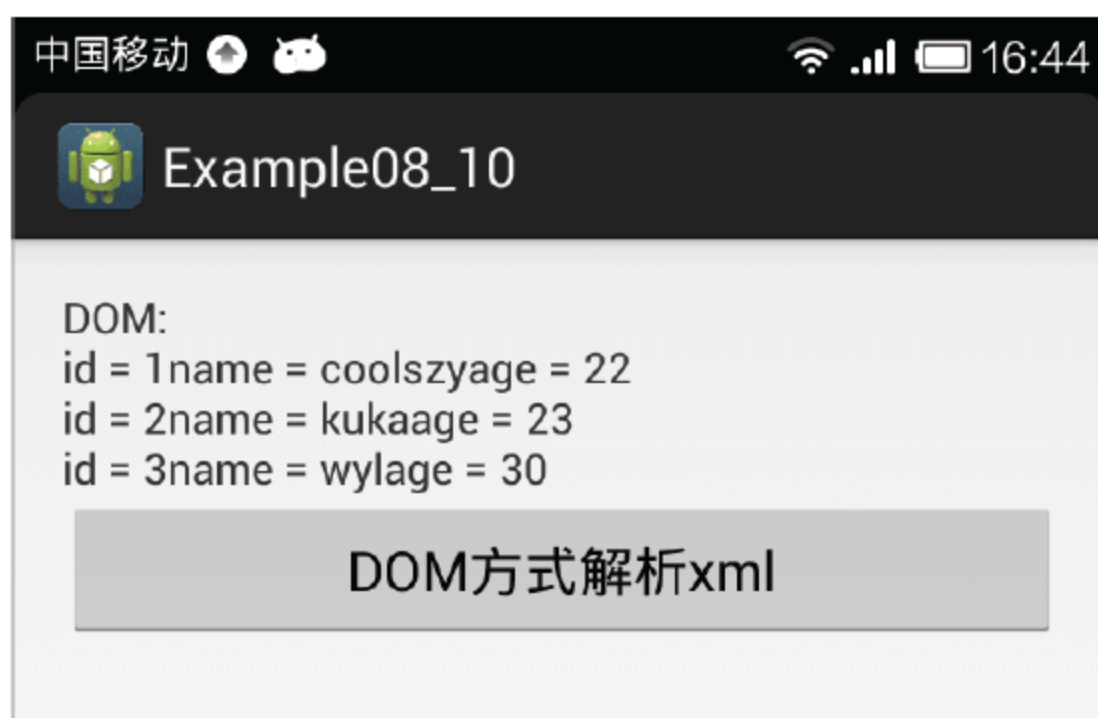 中国移动 16:44
Example08_10
DOM:
id = 1name = coolszyage = 22
id = 2name = kukaage = 23
id = 3name = wylage = 30
DOM方式解析xml